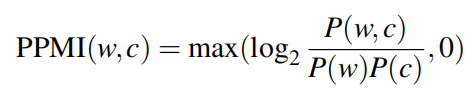 PPMI(w,c) = max(log₂ P(w,c) / P(w)P(c) , 0)